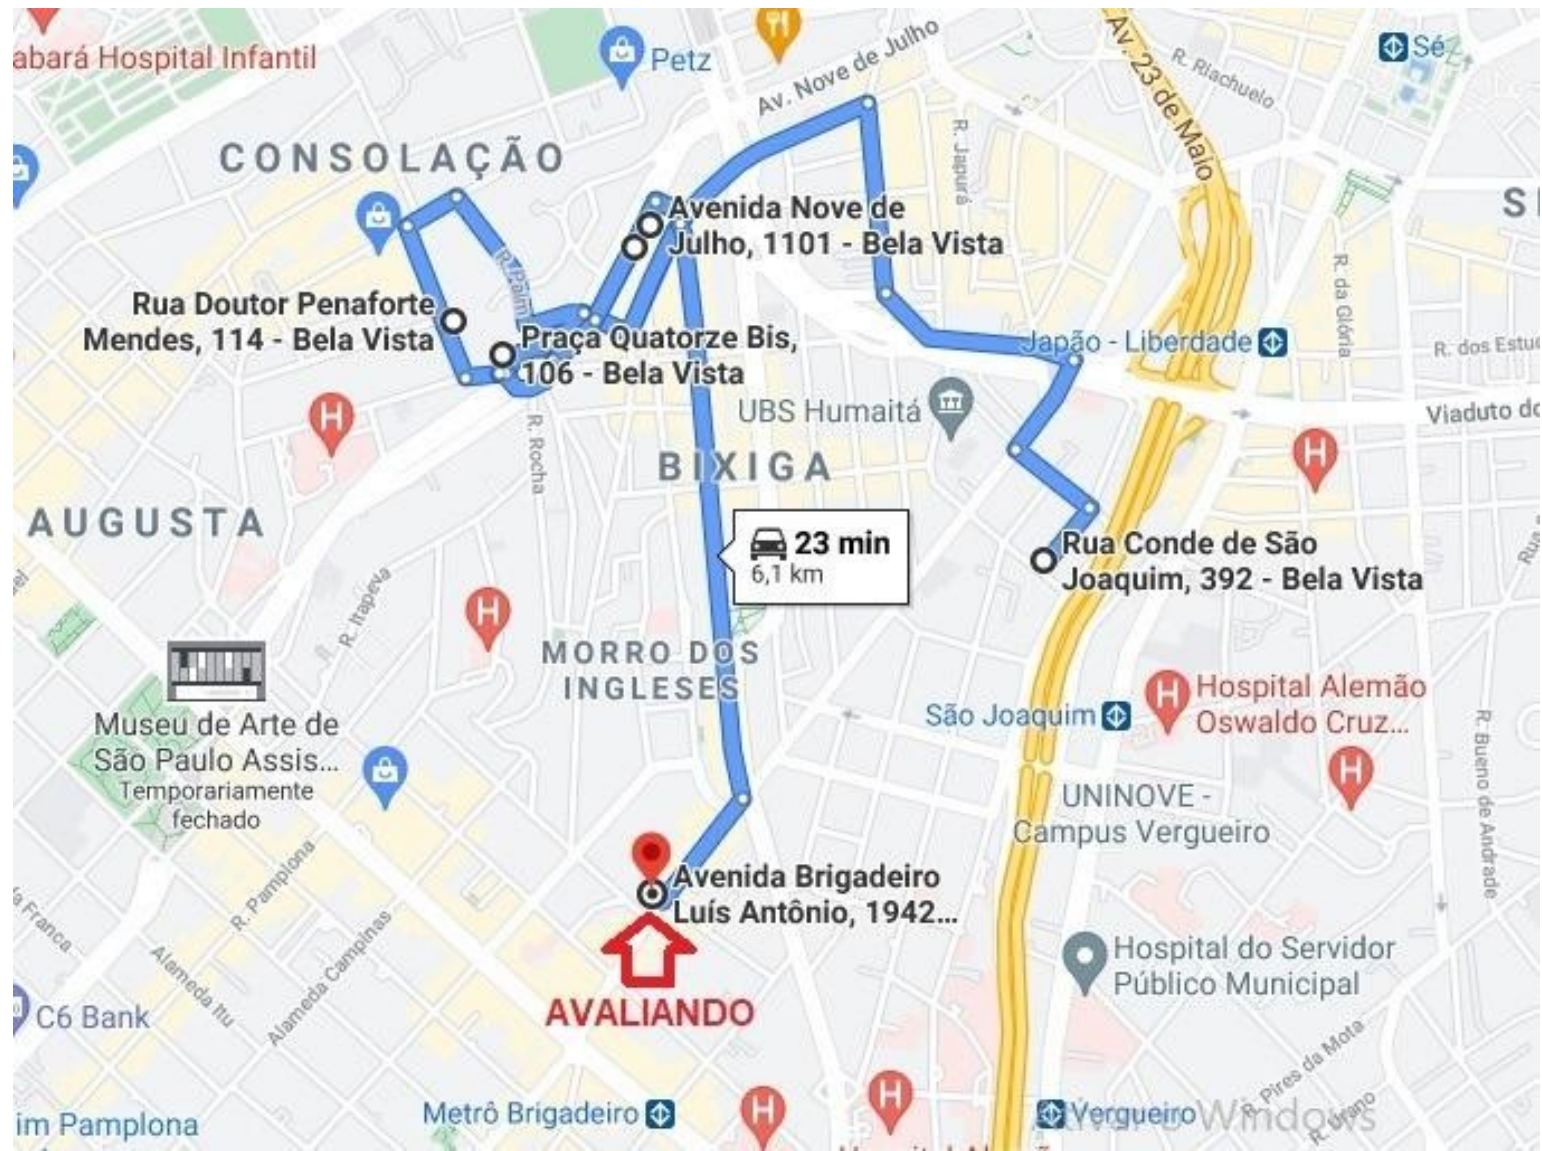 abará Hospital Infantil
Petz
Av. Nove de Julho
Av. 23 de Maio
R. Riachuelo
Sé
CONSOLAÇÃO
R. Japurá
S
Avenida Nove de
Julho, 1101 - Bela Vista
R. Paim
R. da Glória
Rua Doutor Penaforte
Mendes, 114 - Bela Vista
Praça Quatorze Bis,
106 - Bela Vista
Japão - Liberdade
R. dos Estu
UBS Humaitá
Viaduto do
R. Rocha
BIXIGA
AUGUSTA
23 min
6,1 km
Rua Conde de São
Joaquim, 392 - Bela Vista
Rua
R. Itapeva
MORRO DOS
INGLESES
Museu de Arte de
São Paulo Assis...
Temporariamente
fechado
São Joaquim
Hospital Alemão
Oswaldo Cruz...
R. Bueno de Andrade
UNINOVE -
Campus Vergueiro
R. Pamplona
Avenida Brigadeiro
Luís Antônio, 1942...
a Franca
Alameda Itu
Alameda Campinas
AVALIANDO
Hospital do Servidor
Público Municipal
C6 Bank
R. Pires da Mota
im Pamplona
Metrô Brigadeiro
Vergueiro
Windows
R. Urano